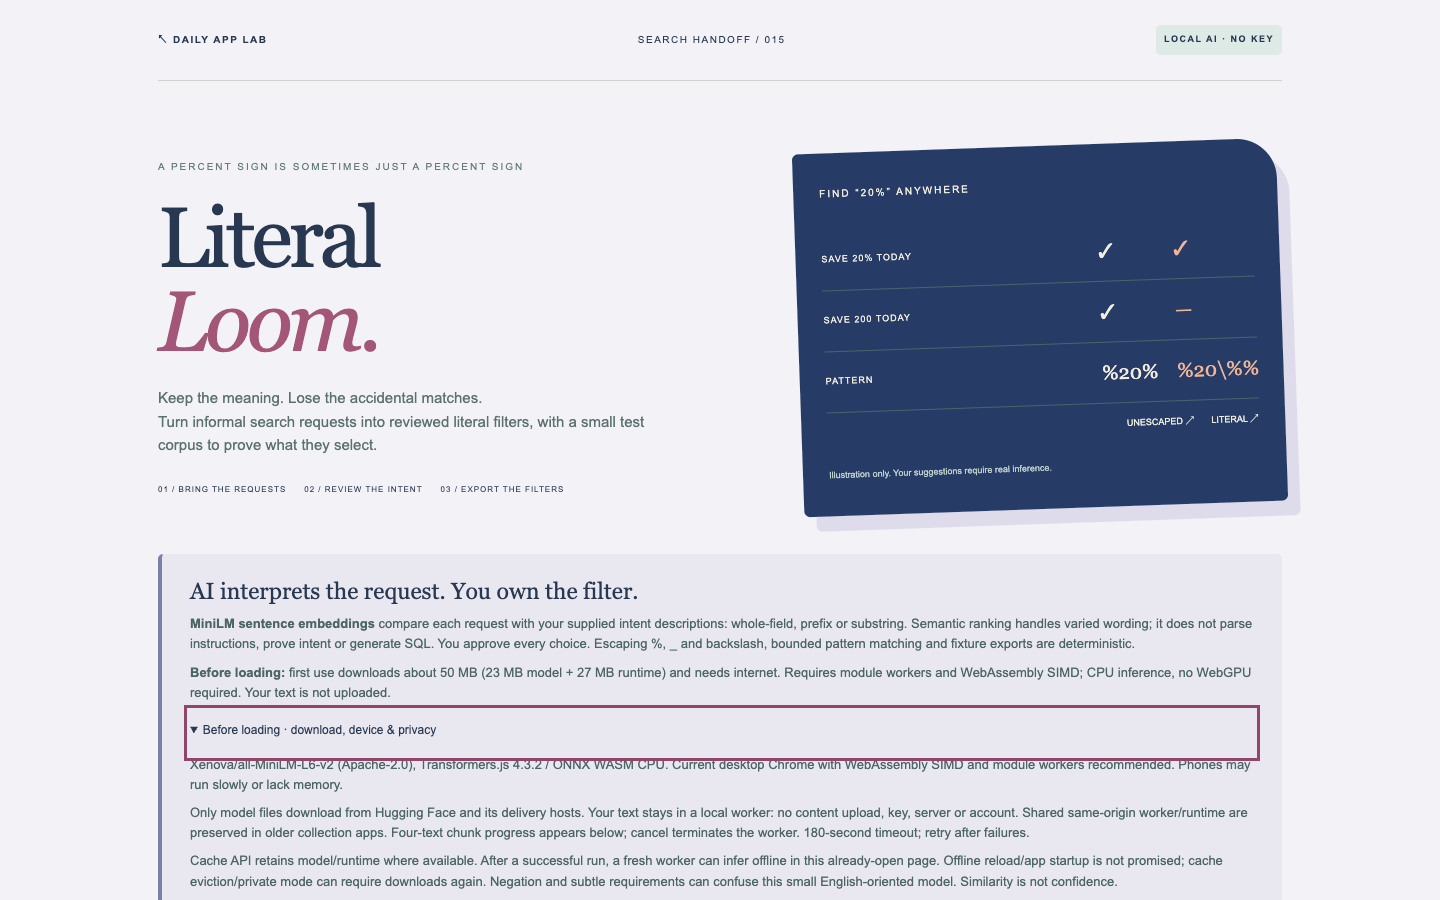 ↖ DAILY APP LAB
SEARCH HANDOFF / 015
LOCAL AI · NO KEY
A PERCENT SIGN IS SOMETIMES JUST A PERCENT SIGN
Literal
Loom.
Keep the meaning. Lose the accidental matches.
Turn informal search requests into reviewed literal filters, with a small test
corpus to prove what they select.
01 / BRING THE REQUESTS 02 / REVIEW THE INTENT 03 / EXPORT THE FILTERS
FIND "20%" ANYWHERE
SAVE 20% TODAY ✓ ✓
SAVE 200 TODAY ✓ —
PATTERN %20% %20\%%
UNESCAPED ↗ LITERAL ↗
Illustration only. Your suggestions require real inference.
AI interprets the request. You own the filter.
MiniLM sentence embeddings compare each request with your supplied intent descriptions: whole-field, prefix or substring. Semantic ranking handles varied wording; it does not parse
instructions, prove intent or generate SQL. You approve every choice. Escaping %, _ and backslash, bounded pattern matching and fixture exports are deterministic.
Before loading: first use downloads about 50 MB (23 MB model + 27 MB runtime) and needs internet. Requires module workers and WebAssembly SIMD; CPU inference, no WebGPU
required. Your text is not uploaded.
▼ Before loading · download, device & privacy
Xenova/all-MiniLM-L6-v2 (Apache-2.0), Transformers.js 4.3.2 / ONNX WASM CPU. Current desktop Chrome with WebAssembly SIMD and module workers recommended. Phones may
run slowly or lack memory.
Only model files download from Hugging Face and its delivery hosts. Your text stays in a local worker: no content upload, key, server or account. Shared same-origin worker/runtime are
preserved in older collection apps. Four-text chunk progress appears below; cancel terminates the worker. 180-second timeout; retry after failures.
Cache API retains model/runtime where available. After a successful run, a fresh worker can infer offline in this already-open page. Offline reload/app startup is not promised; cache
eviction/private mode can require downloads again. Negation and subtle requirements can confuse this small English-oriented model. Similarity is not confidence.